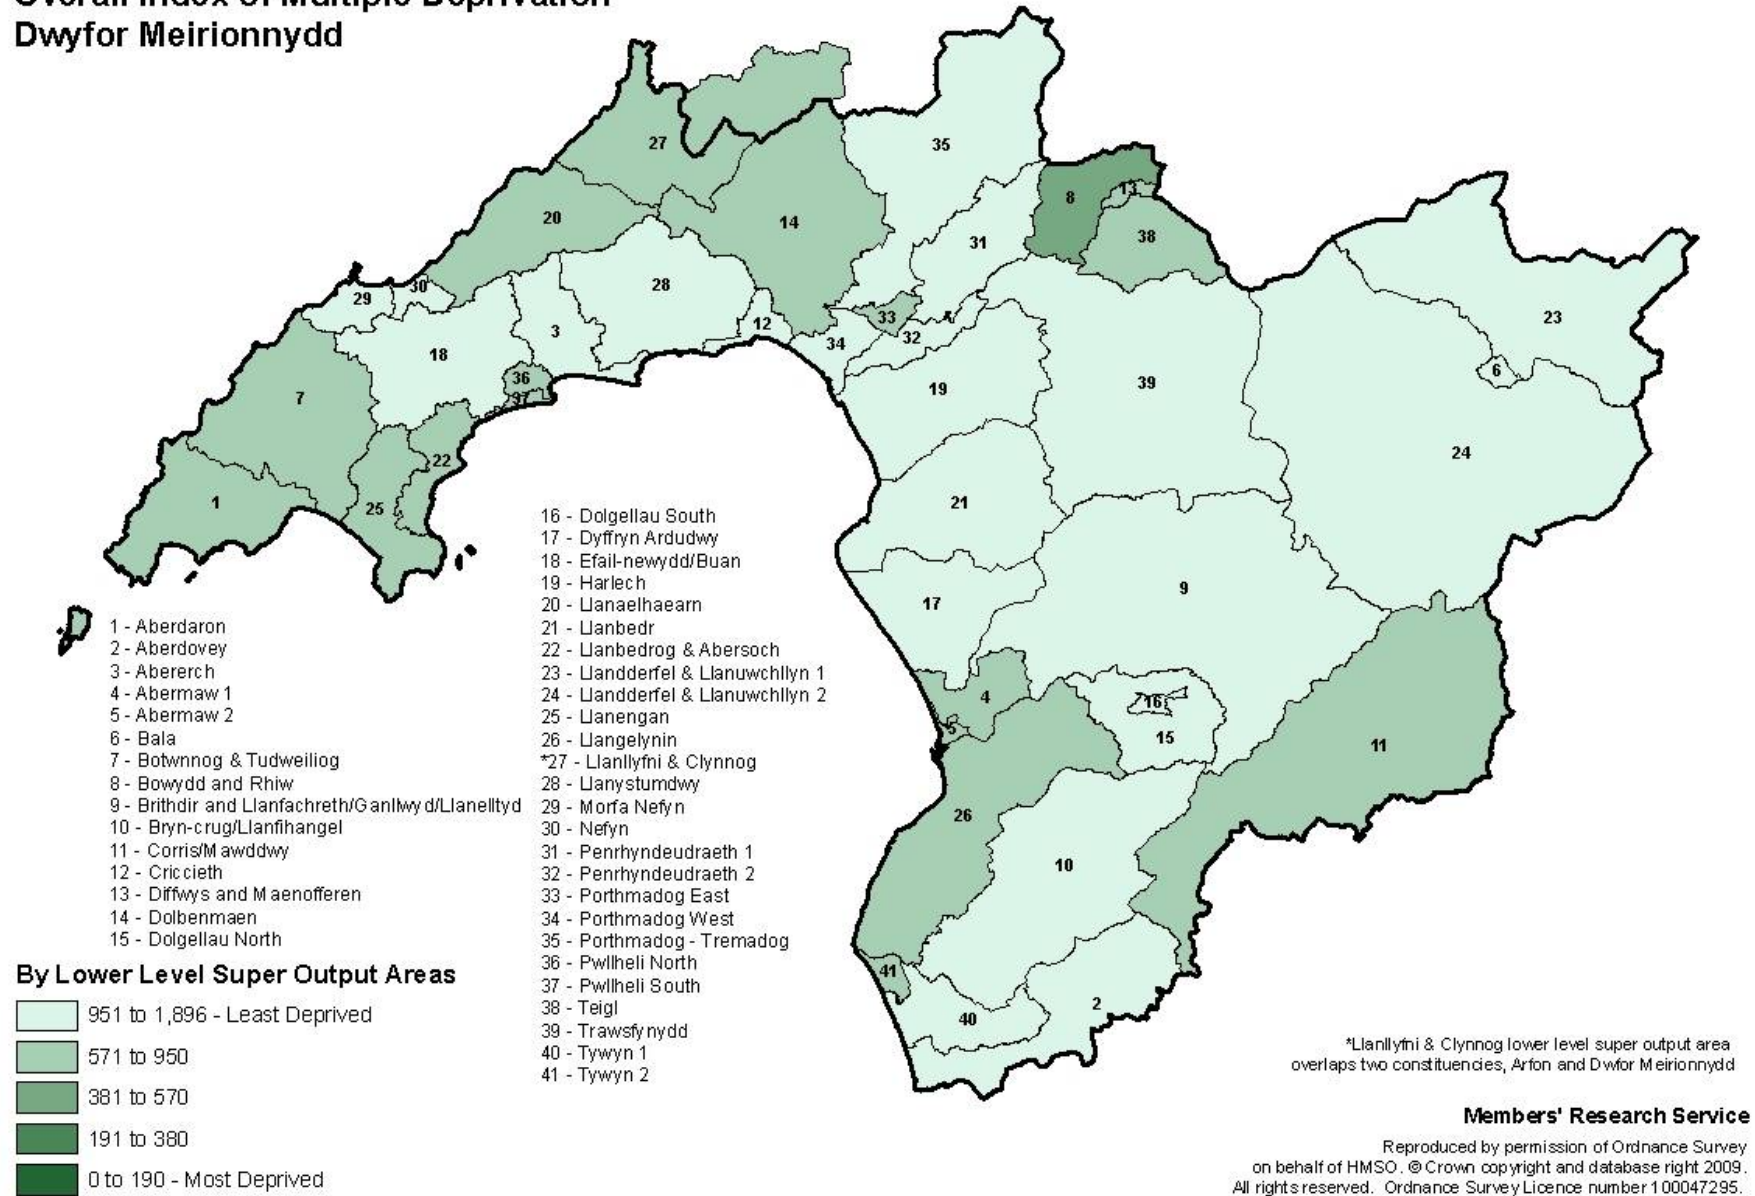 Overall Index of Multiple Deprivation
Dwyfor Meirionnydd
35
27
8
13
20
14
38
31
29
30
28
23
33
12
3
34
32
5
18
6
36
39
19
7
37
24
22
21
1
25
9
17
4
16
5
15
11
26
10
41
2
40
1 - Aberdaron
2 - Aberdovey
3 - Abererch
4 - Abermaw 1
5 - Abermaw 2
6 - Bala
7 - Botwnnog & Tudweiliog
8 - Bowydd and Rhiw
9 - Brithdir and Llanfachreth/Ganllwyd/Llanelltyd
10 - Bryn-crug/Llanfihangel
11 - Corris/Mawddwy
12 - Criccieth
13 - Diffwys and Maenofferen
14 - Dolbenmaen
15 - Dolgellau North
16 - Dolgellau South
17 - Dyffryn Ardudwy
18 - Efail-newydd/Buan
19 - Harlech
20 - Llanaelhaearn
21 - Llanbedr
22 - Llanbedrog & Abersoch
23 - Llandderfel & Llanuwchllyn 1
24 - Llandderfel & Llanuwchllyn 2
25 - Llanengan
26 - Llangelynin
*27 - Llanllyfni & Clynnog
28 - Llanystumdwy
29 - Morfa Nefyn
30 - Nefyn
31 - Penrhyndeudraeth 1
32 - Penrhyndeudraeth 2
33 - Porthmadog East
34 - Porthmadog West
35 - Porthmadog - Tremadog
36 - Pwllheli North
37 - Pwllheli South
38 - Teigl
39 - Trawsfynydd
40 - Tywyn 1
41 - Tywyn 2
By Lower Level Super Output Areas
951 to 1,896 - Least Deprived
571 to 950
381 to 570
191 to 380
0 to 190 - Most Deprived
*Llanllyfni & Clynnog lower level super output area
overlaps two constituencies, Arfon and Dwfor Meirionnydd
Members' Research Service
Reproduced by permission of Ordnance Survey
on behalf of HMSO. © Crown copyright and database right 2009.
All rights reserved. Ordnance Survey Licence number 100047295.